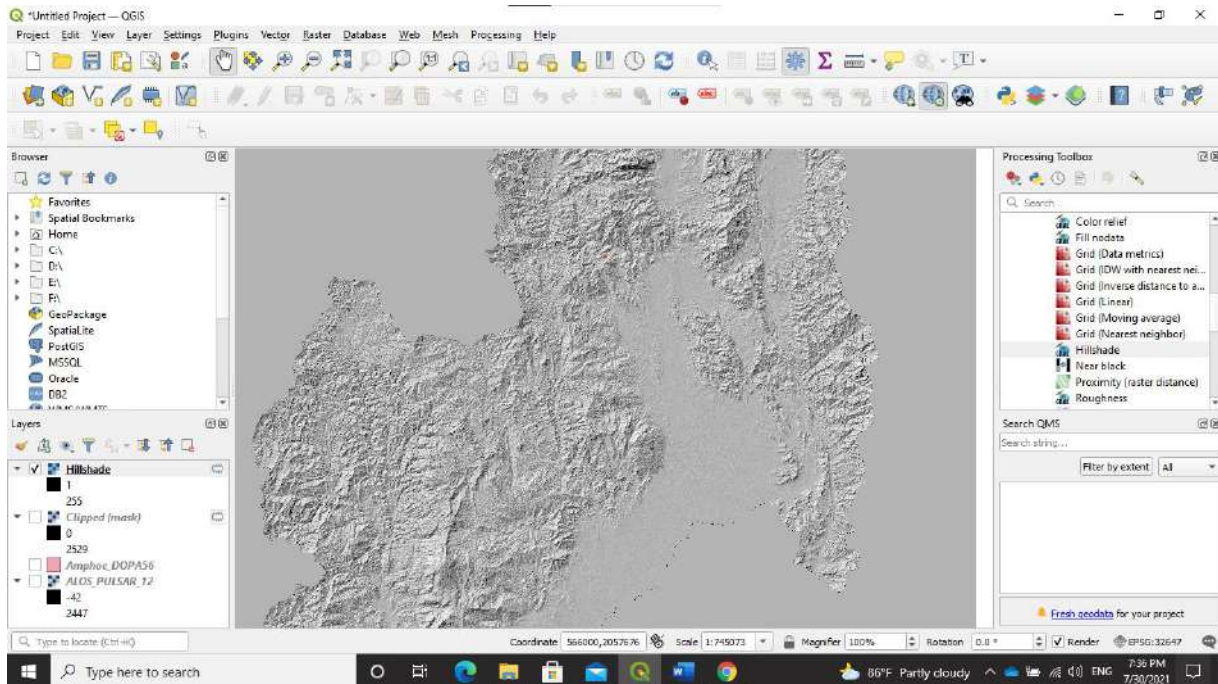 *Untitled Project — QGIS
Project Edit View Layer Settings Plugins Vector Raster Database Web Mesh Processing Help
Browser
Favorites
Spatial Bookmarks
Home
C:\
D:\
E:\
F:\
GeoPackage
SpatiaLite
PostGIS
MSSQL
Oracle
DB2
Layers
Hillshade
1
255
Clipped (mask)
0
2529
Amphoe_DOPA56
ALOS_PULSAR_12
-42
2447
Processing Toolbox
Search...
Color relief
Fill nodata
Grid (Data metrics)
Grid (IDW with nearest nei...
Grid (Inverse distance to a...
Grid (Linear)
Grid (Moving average)
Grid (Nearest neighbor)
Hillshade
Near black
Proximity (raster distance)
Roughness
Search QMS
Search string...
Filter by extent All
Fresh geodata for your project
Type to locate (Ctrl+K) Coordinate 566000,2057676 Scale 1:745073 Magnifier 100% Rotation 0.0 ° Render EPSG:32647
Type here to search 86°F Partly cloudy ENG 7:36 PM
7/30/2021